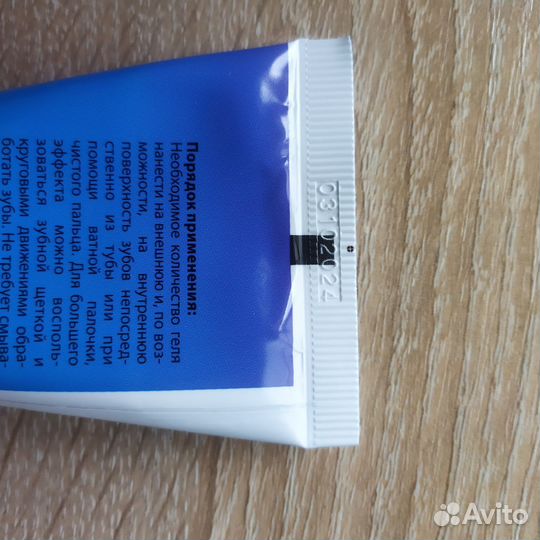 Порядок применения:
Необходимое количество геля
нанести на внешнюю и, по воз-
можности, на внутреннюю
поверхность зубов непосред-
ственно из тубы или при
помощи ватной палочки,
чистого пальца. Для большего
эффекта можно восполь-
зоваться зубной щеткой и
круговыми движениями обра-
ботать зубы. Не требует смыва-
03102024
Avito